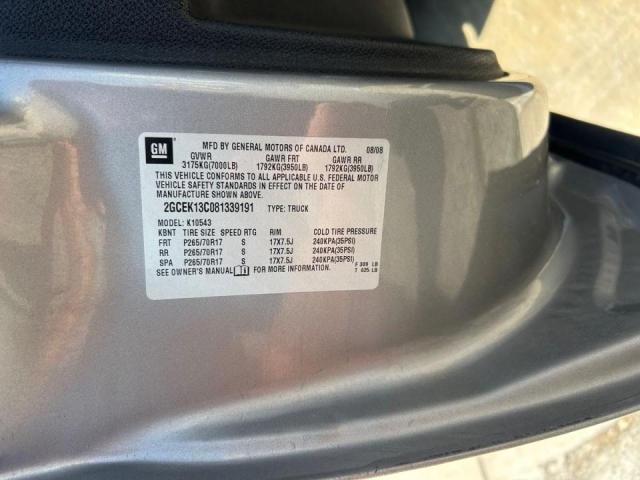 GM MFD BY GENERAL MOTORS OF CANADA LTD. 08/08
GVWR GAWR FRT GAWR RR
3175KG(7000LB) 1792KG(3950LB) 1792KG(3950LB)
THIS VEHICLE CONFORMS TO ALL APPLICABLE U.S. FEDERAL MOTOR
VEHICLE SAFETY STANDARDS IN EFFECT ON THE DATE OF
MANUFACTURE SHOWN ABOVE.
2GCEK13C081339191 TYPE: TRUCK
MODEL: K10543
KBNT TIRE SIZE SPEED RTG RIM COLD TIRE PRESSURE
FRT P265/70R17 S 17X7.5J 240KPA(35PSI)
RR P265/70R17 S 17X7.5J 240KPA(35PSI)
SPA P265/70R17 S 17X7.5J 240KPA(35PSI)
SEE OWNER'S MANUAL FOR MORE INFORMATION.
F 309 LB
T 625 LB